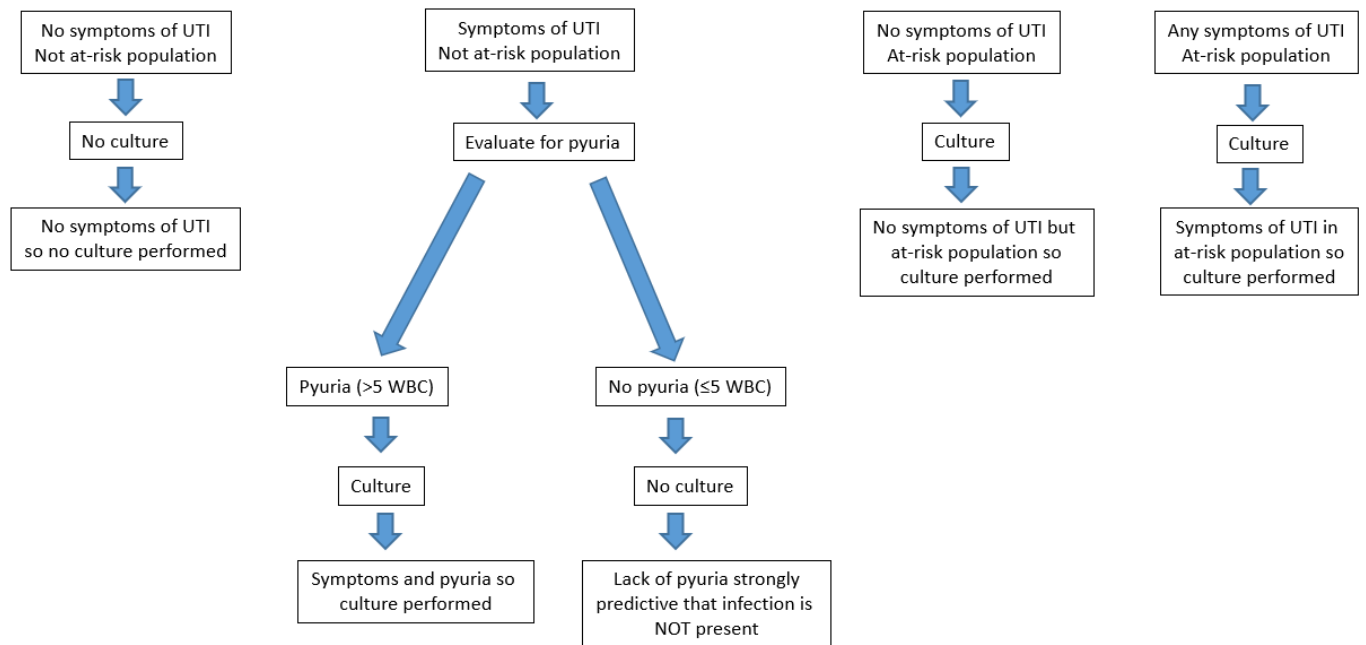 No symptoms of UTI
Not at-risk population
No culture
No symptoms of UTI
so no culture performed
Symptoms of UTI
Not at-risk population
Evaluate for pyuria
Pyuria (>5 WBC)
Culture
Symptoms and pyuria so
culture performed
No pyuria (≤5 WBC)
No culture
Lack of pyuria strongly
predictive that infection is
NOT present
No symptoms of UTI
At-risk population
Culture
No symptoms of UTI but
at-risk population so
culture performed
Any symptoms of UTI
At-risk population
Culture
Symptoms of UTI in
at-risk population so
culture performed